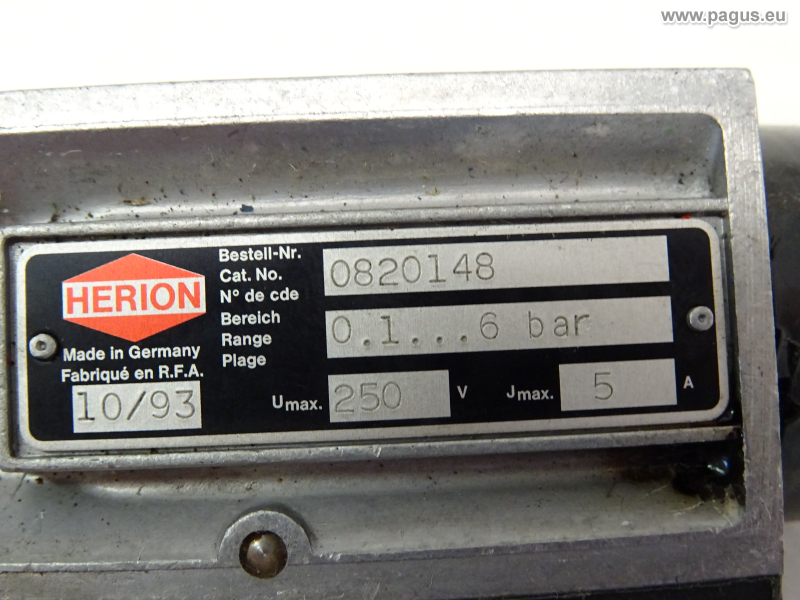 www.pagus.eu
HERION
Made in Germany
Fabriqué en R.F.A.
10/93
Bestell-Nr.
Cat. No.
N° de cde
0820148
Bereich
Range
Plage
0.1...6 bar
Umax. 250 V
Jmax. 5 A